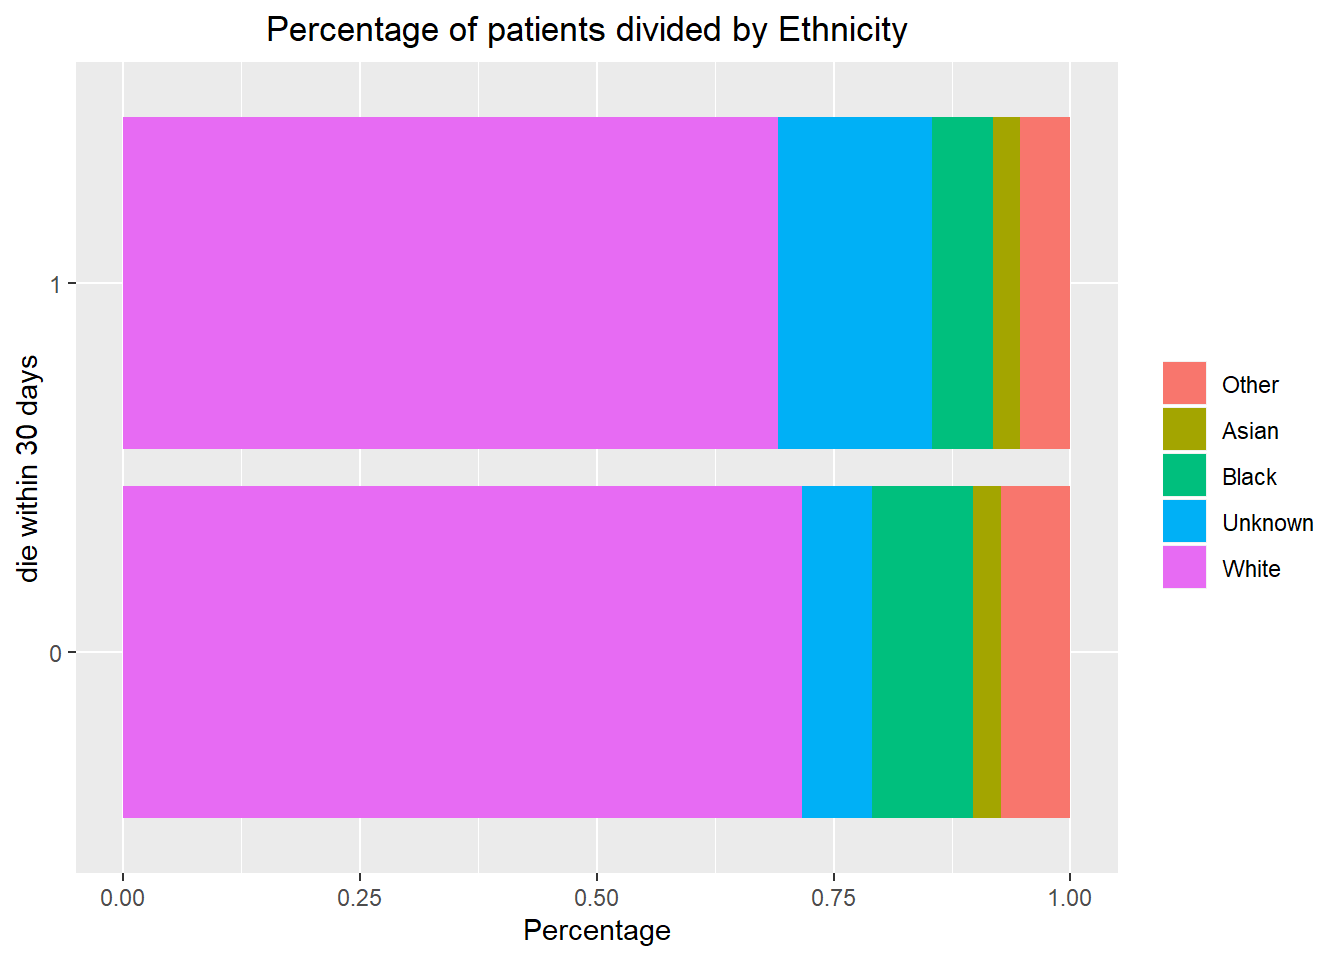 Percentage of patients divided by Ethnicity
die within 30 days
1
0
0.00 0.25 0.50 0.75 1.00
Percentage
Other
Asian
Black
Unknown
White